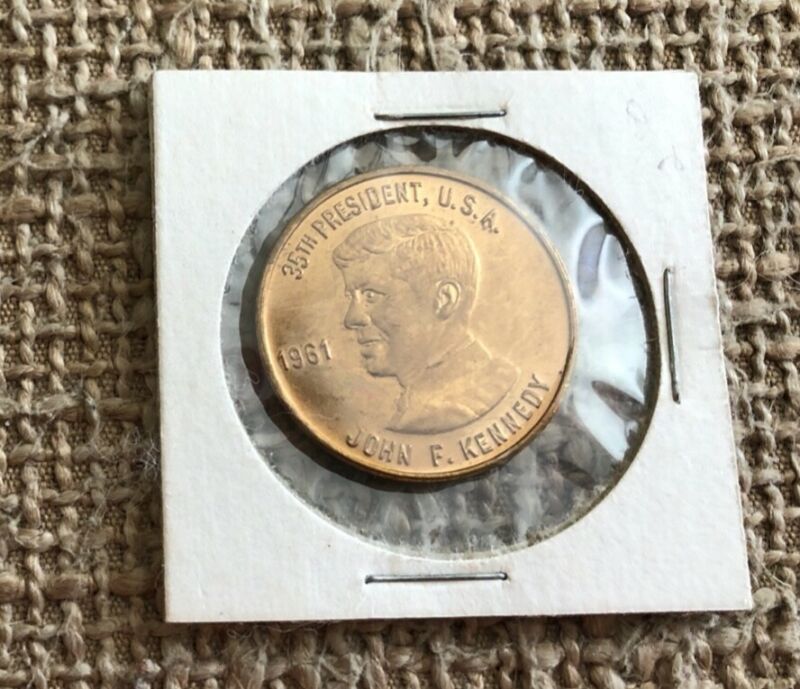 35TH PRESIDENT, U.S.A.
1961
JOHN F. KENNEDY